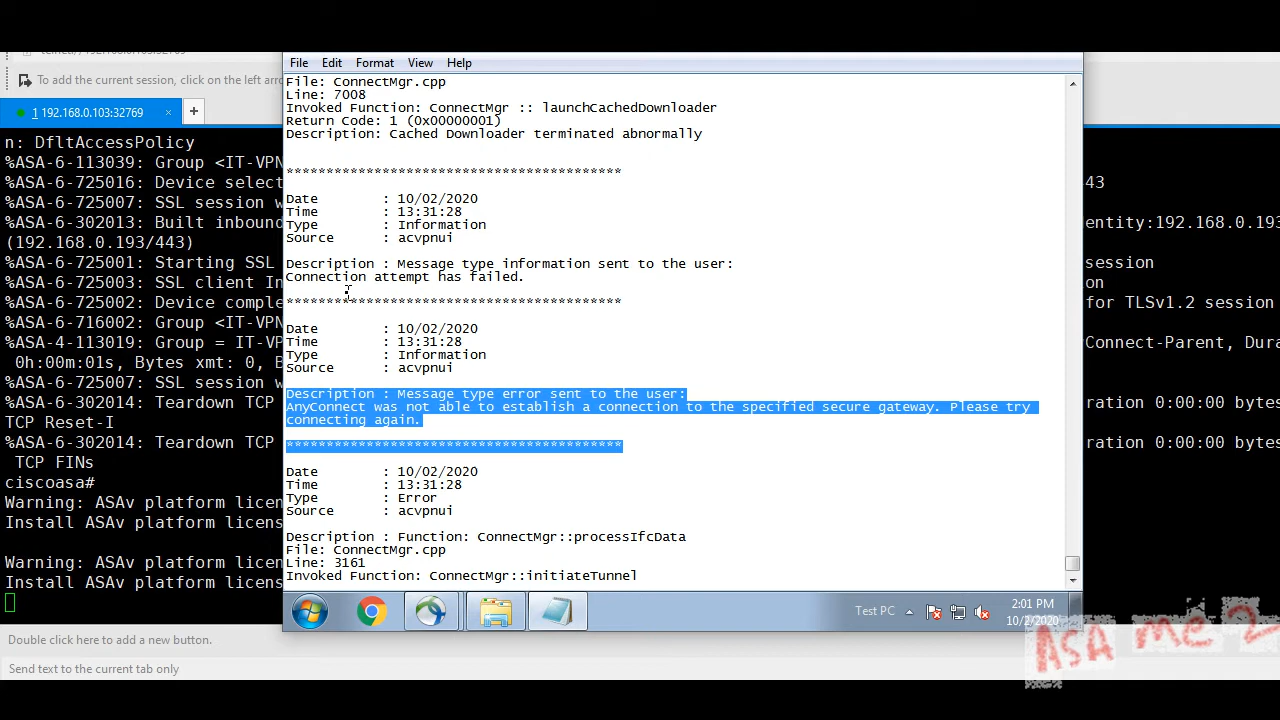 To add the current session, click on the left arr
1 192.168.0.103:32769
n: DfltAccessPolicy
%ASA-6-113039: Group <IT-VPN
%ASA-6-725016: Device select
%ASA-6-725007: SSL session w
%ASA-6-302013: Built inbound
(192.168.0.193/443)
%ASA-6-725001: Starting SSL
%ASA-6-725003: SSL client In
%ASA-6-725002: Device comple
%ASA-6-716002: Group <IT-VPN
%ASA-4-113019: Group = IT-VP
0h:00m:01s, Bytes xmt: 0, B
%ASA-6-725007: SSL session w
%ASA-6-302014: Teardown TCP
TCP Reset-I
%ASA-6-302014: Teardown TCP
TCP FINs
ciscoasa#
Warning: ASAv platform licens
Install ASAv platform licens
Warning: ASAv platform licen
Install ASAv platform licens
File Edit Format View Help
File: ConnectMgr.cpp
Line: 7008
Invoked Function: ConnectMgr :: launchCachedDownloader
Return Code: 1 (0x00000001)
Description: Cached Downloader terminated abnormally
******************************************
Date : 10/02/2020
Time : 13:31:28
Type : Information
Source : acvpnui
Description : Message type information sent to the user:
Connection attempt has failed.
******************************************
Date : 10/02/2020
Time : 13:31:28
Type : Information
Source : acvpnui
Description : Message type error sent to the user:
AnyConnect was not able to establish a connection to the specified secure gateway. Please try
connecting again.
******************************************
Date : 10/02/2020
Time : 13:31:28
Type : Error
Source : acvpnui
Description : Function: ConnectMgr::processIfcData
File: ConnectMgr.cpp
Line: 3161
Invoked Function: ConnectMgr::initiateTunnel
43
entity:192.168.0.193
session
on
for TLSv1.2 session
yConnect-Parent, Dura
ration 0:00:00 bytes
ration 0:00:00 bytes
Test PC
2:01 PM
10/2/2020
Double click here to add a new button.
Send text to the current tab only
ASA me 2